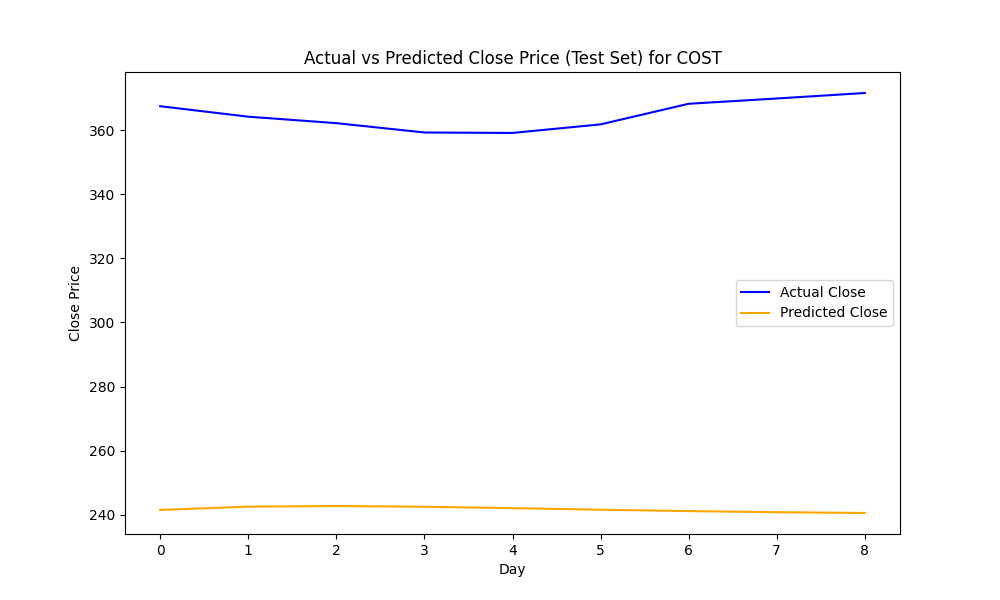 Actual vs Predicted Close Price (Test Set) for COST
Close Price
360
340
320
300
280
260
240
Actual Close
Predicted Close
0 1 2 3 4 5 6 7 8
Day